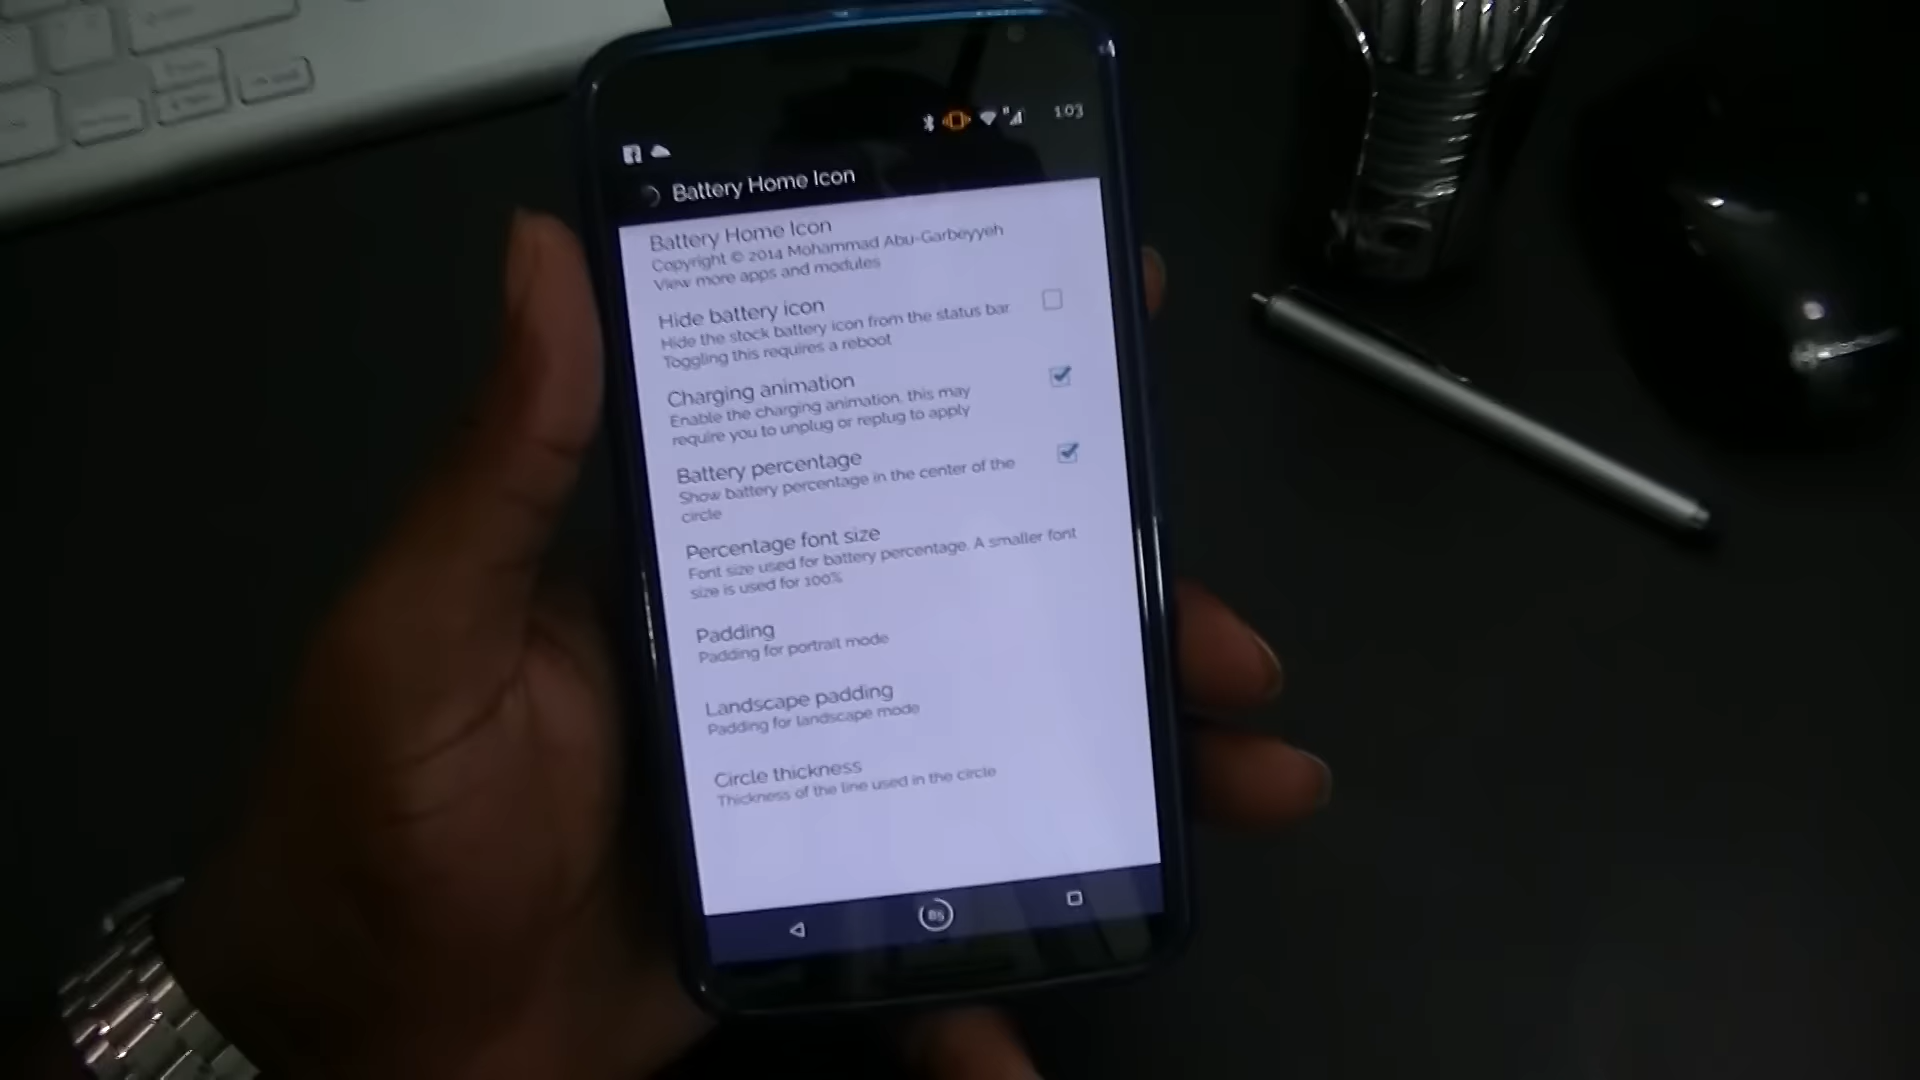 1:03
Battery Home Icon
Battery Home Icon
Copyright © 2014 Mohammad Abu-Garbeyyeh
View more apps and modules
Hide battery icon
Hide the stock battery icon from the status bar.
Toggling this requires a reboot
Charging animation
Enable the charging animation, this may
require you to unplug or replug to apply
Battery percentage
Show battery percentage in the center of the
circle
Percentage font size
Font size used for battery percentage. A smaller font
size is used for 100%
Padding
Padding for portrait mode
Landscape padding
Padding for landscape mode
Circle thickness
Thickness of the line used in the circle
85